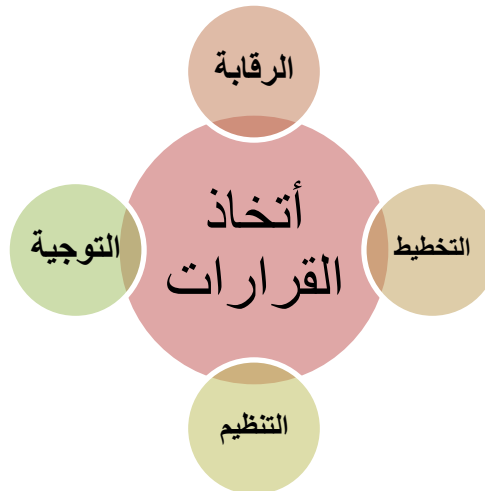 الرقابة
أتخاذ
القرارات
التخطيط
التوجية
التنظيم